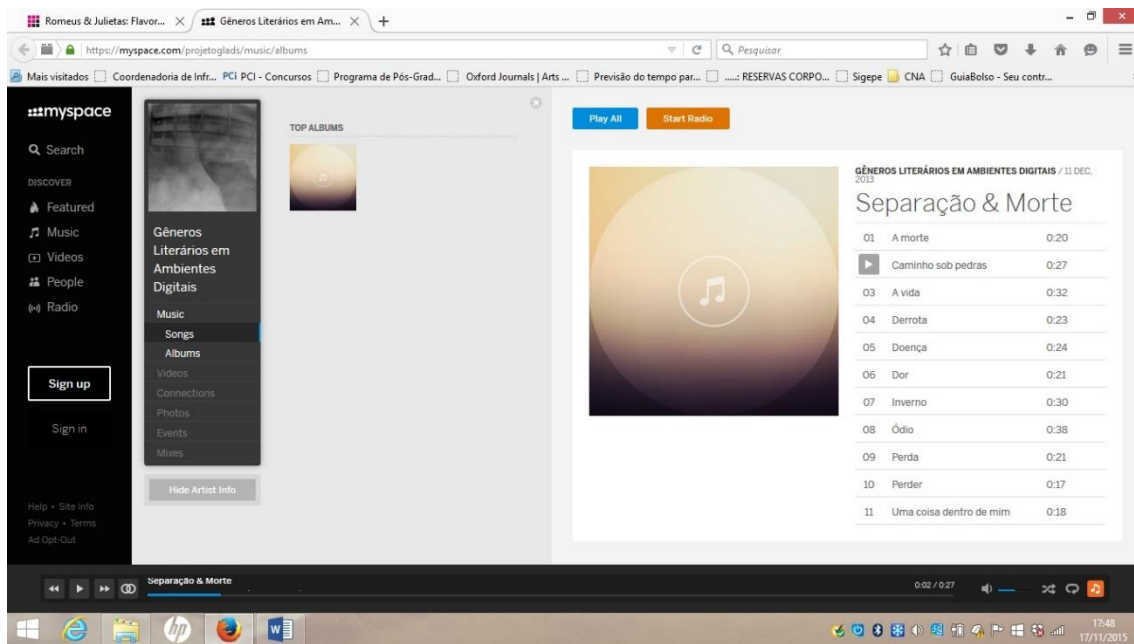 Romeus & Julietas: Flavor...
Gêneros Literários em Am...
https://myspace.com/projetoglads/music/albums
Pesquisar
Mais visitados
Coordenadoria de Infr...
PCi PCI - Concursos
Programa de Pós-Grad...
Oxford Journals | Arts ...
Previsão do tempo par...
....: RESERVAS CORPO...
Sigepe
CNA
GuiaBolso - Seu contr...
myspace
Search
DISCOVER
Featured
Music
Videos
People
Radio
Sign up
Sign in
Help • Site Info
Privacy • Terms
Ad Opt-Out
Gêneros
Literários em
Ambientes
Digitais
Music
Songs
Albums
Videos
Connections
Photos
Events
Mixes
Hide Artist Info
TOP ALBUMS
Play All
Start Radio
GÊNEROS LITERÁRIOS EM AMBIENTES DIGITAIS / 11 DEC,
2013
Separação & Morte
01 A morte 0:20
Caminho sob pedras 0:27
03 A vida 0:32
04 Derrota 0:23
05 Doença 0:24
06 Dor 0:21
07 Inverno 0:30
08 Ódio 0:38
09 Perda 0:21
10 Perder 0:17
11 Uma coisa dentro de mim 0:18
Separação & Morte
0:02 / 0:27
hp
W
17:48
17/11/2015